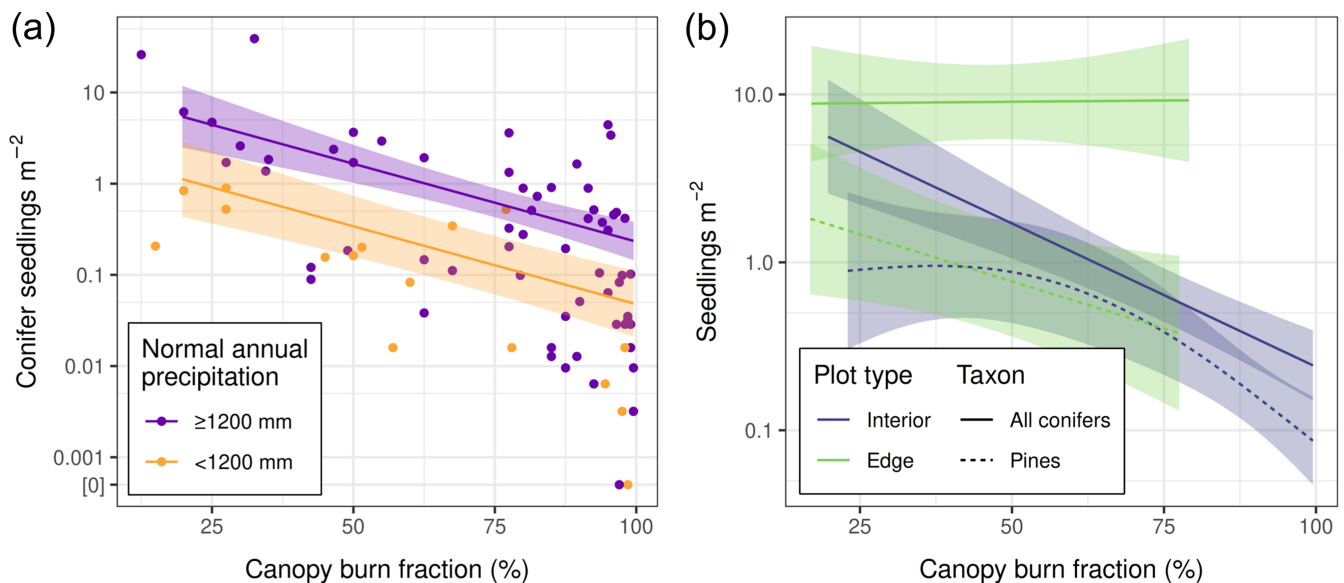 (a)
Conifer seedlings m⁻²
10
1
0.1
0.01
0.001
[0]
Normal annual
precipitation
≥1200 mm
<1200 mm
25
50
75
100
Canopy burn fraction (%)
(b)
Seedlings m⁻²
10.0
1.0
0.1
Plot type
Interior
Edge
Taxon
All conifers
Pines
25
50
75
100
Canopy burn fraction (%)